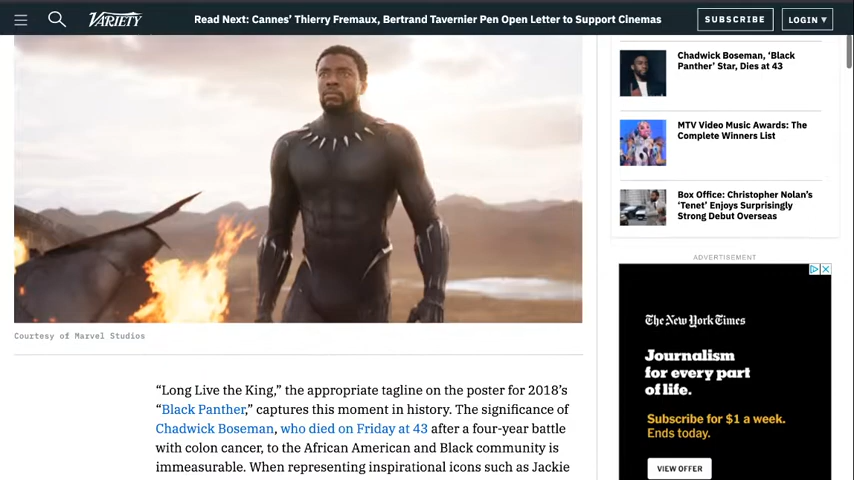 VARIETY
Read Next: Cannes' Thierry Fremaux, Bertrand Tavernier Pen Open Letter to Support Cinemas
SUBSCRIBE
LOGIN ▾
Courtesy of Marvel Studios
“Long Live the King,” the appropriate tagline on the poster for 2018’s
“Black Panther,” captures this moment in history. The significance of
Chadwick Boseman, who died on Friday at 43 after a four-year battle
with colon cancer, to the African American and Black community is
immeasurable. When representing inspirational icons such as Jackie
Chadwick Boseman, ‘Black
Panther’ Star, Dies at 43
MTV Video Music Awards: The
Complete Winners List
Box Office: Christopher Nolan’s
‘Tenet’ Enjoys Surprisingly
Strong Debut Overseas
ADVERTISEMENT
The New York Times
Journalism
for every part
of life.
Subscribe for $1 a week.
Ends today.
VIEW OFFER